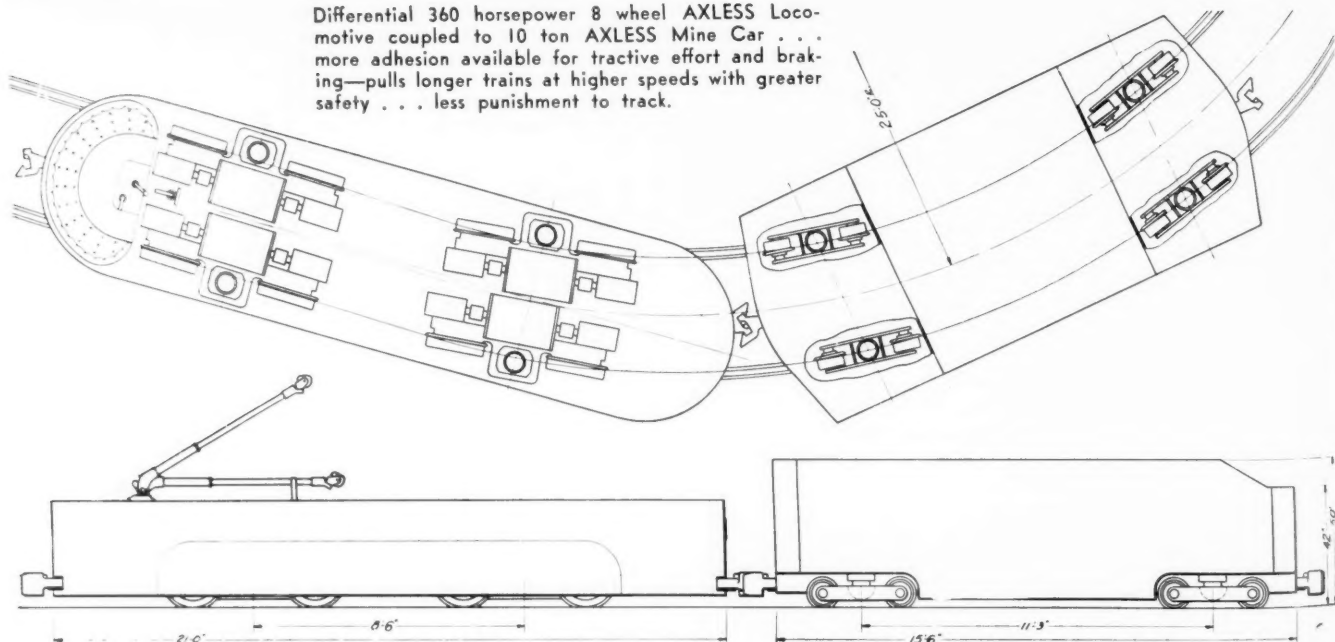 Differential 360 horsepower 8 wheel AXLESS Loco-
motive coupled to 10 ton AXLESS Mine Car . . .
more adhesion available for tractive effort and brak-
ing—pulls longer trains at higher speeds with greater
safety . . . less punishment to track.
25'-0"R
42"
8'-6"
21'-0"
11'-3"
15'-6"